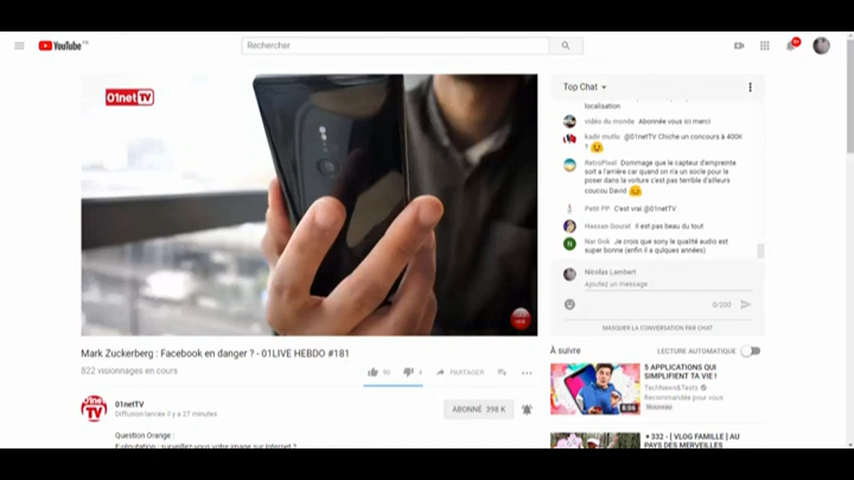 YouTube FR
Rechercher
9+
01net TV
Top Chat
localisation
vidéo du monde Abonnée vous ici merci
kadir mutlu @01netTV Chiche un concours à 400K
?
RetroPixel Dommage que le capteur d'empreinte
soit a l'arrière car quand on n'a un socle pour le
poser dans la voiture c'est pas terrible d'ailleurs
coucou David
Petit PP C'est vrai @01netTV
Hassan Gourat Il est pas beau du tout
Nar Gok Je crois que sony le qualité audio est
super bonne (enfin il a qulques années)
Nicolas Lambert
Ajoutez un message
0/200
MASQUER LA CONVERSATION PAR CHAT
Mark Zuckerberg : Facebook en danger ? - 01LIVE HEBDO #181
822 visionnages en cours
90
4
PARTAGER
01netTV
Diffusion lancée il y a 27 minutes
ABONNÉ 398 K
Question Orange :
E-réputation : surveillez-vous votre image sur Internet ?
À suivre
LECTURE AUTOMATIQUE
5 APPLICATIONS QUI
SIMPLIFIENT TA VIE !
TechNews&Tests
Recommandée pour vous
Nouveau
8:06
♦332 - [ VLOG FAMILLE ] AU
PAYS DES MERVEILLES